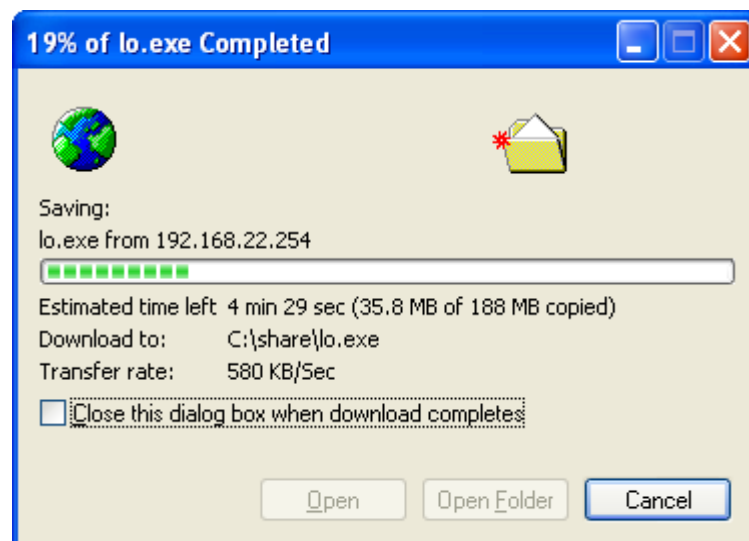 19% of lo.exe Completed
Saving:
lo.exe from 192.168.22.254
Estimated time left 4 min 29 sec (35.8 MB of 188 MB copied)
Download to: C:\share\lo.exe
Transfer rate: 580 KB/Sec
Close this dialog box when download completes
Open Open Folder Cancel